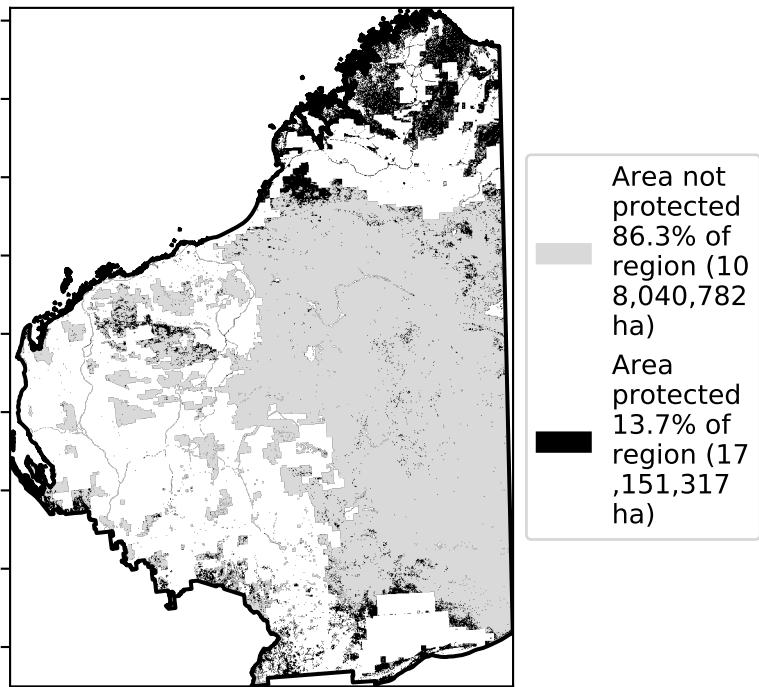 Area not
protected
86.3% of
region (10
8,040,782
ha)
Area
protected
13.7% of
region (17
,151,317
ha)